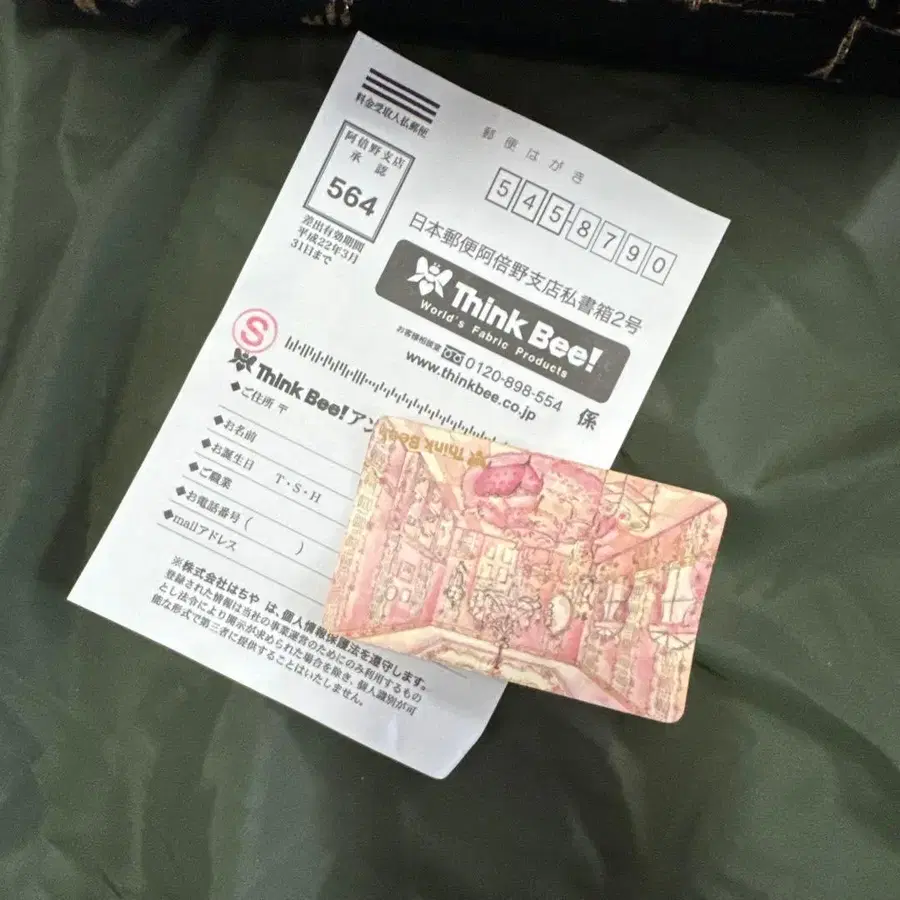 料金受取人払郵便
阿倍野支店
承認
564
差出有効期間
平成22年3月
31日まで
郵便はがき
5458790
日本郵便阿倍野支店私書箱2号
Think Bee!
World's Fabric Products
お客様相談室 0120-898-554
www.thinkbee.co.jp
係
S
Think Bee! アン
◆ご住所 〒
◆お名前
◆お誕生日 T・S・H
◆ご職業
◆お電話番号 ( )
◆mailアドレス
※株式会社はちや は、個人情報保護法を遵守します。
登録された情報は当社の事業運営のためにのみ利用するもの
とし法令により開示が求められた場合を除き、個人識別が可
能な形式で第三者に提供することはいたしません。
Think Bee!